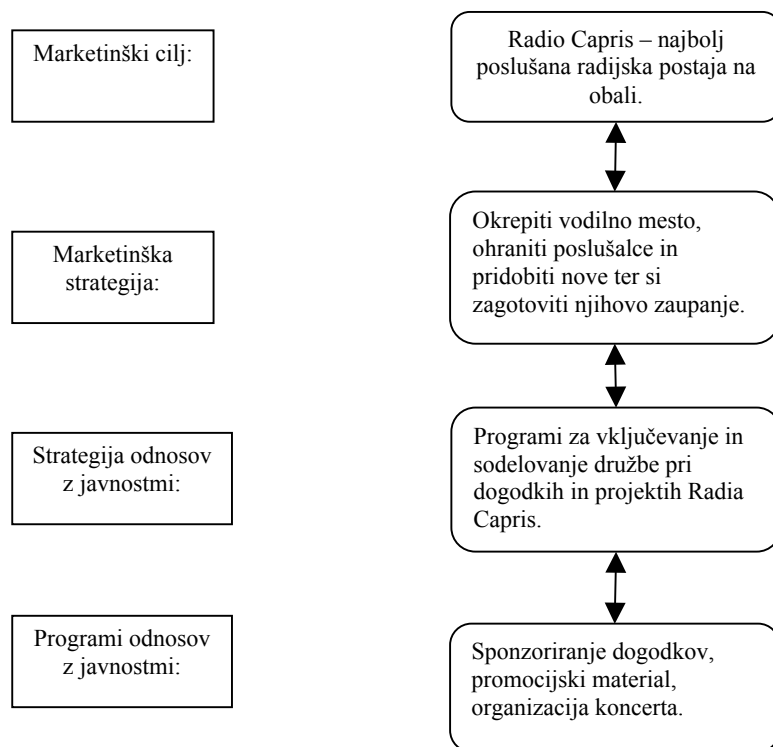 Marketinški cilj:
Radio Capris – najbolj
poslušana radijska postaja na
obali.
Marketinška
strategija:
Okrepiti vodilno mesto,
ohraniti poslušalce in
pridobiti nove ter si
zagotoviti njihovo zaupanje.
Strategija odnosov
z javnostmi:
Programi za vključevanje in
sodelovanje družbe pri
dogodkih in projektih Radia
Capris.
Programi odnosov
z javnostmi:
Sponzoriranje dogodkov,
promocijski material,
organizacija koncerta.